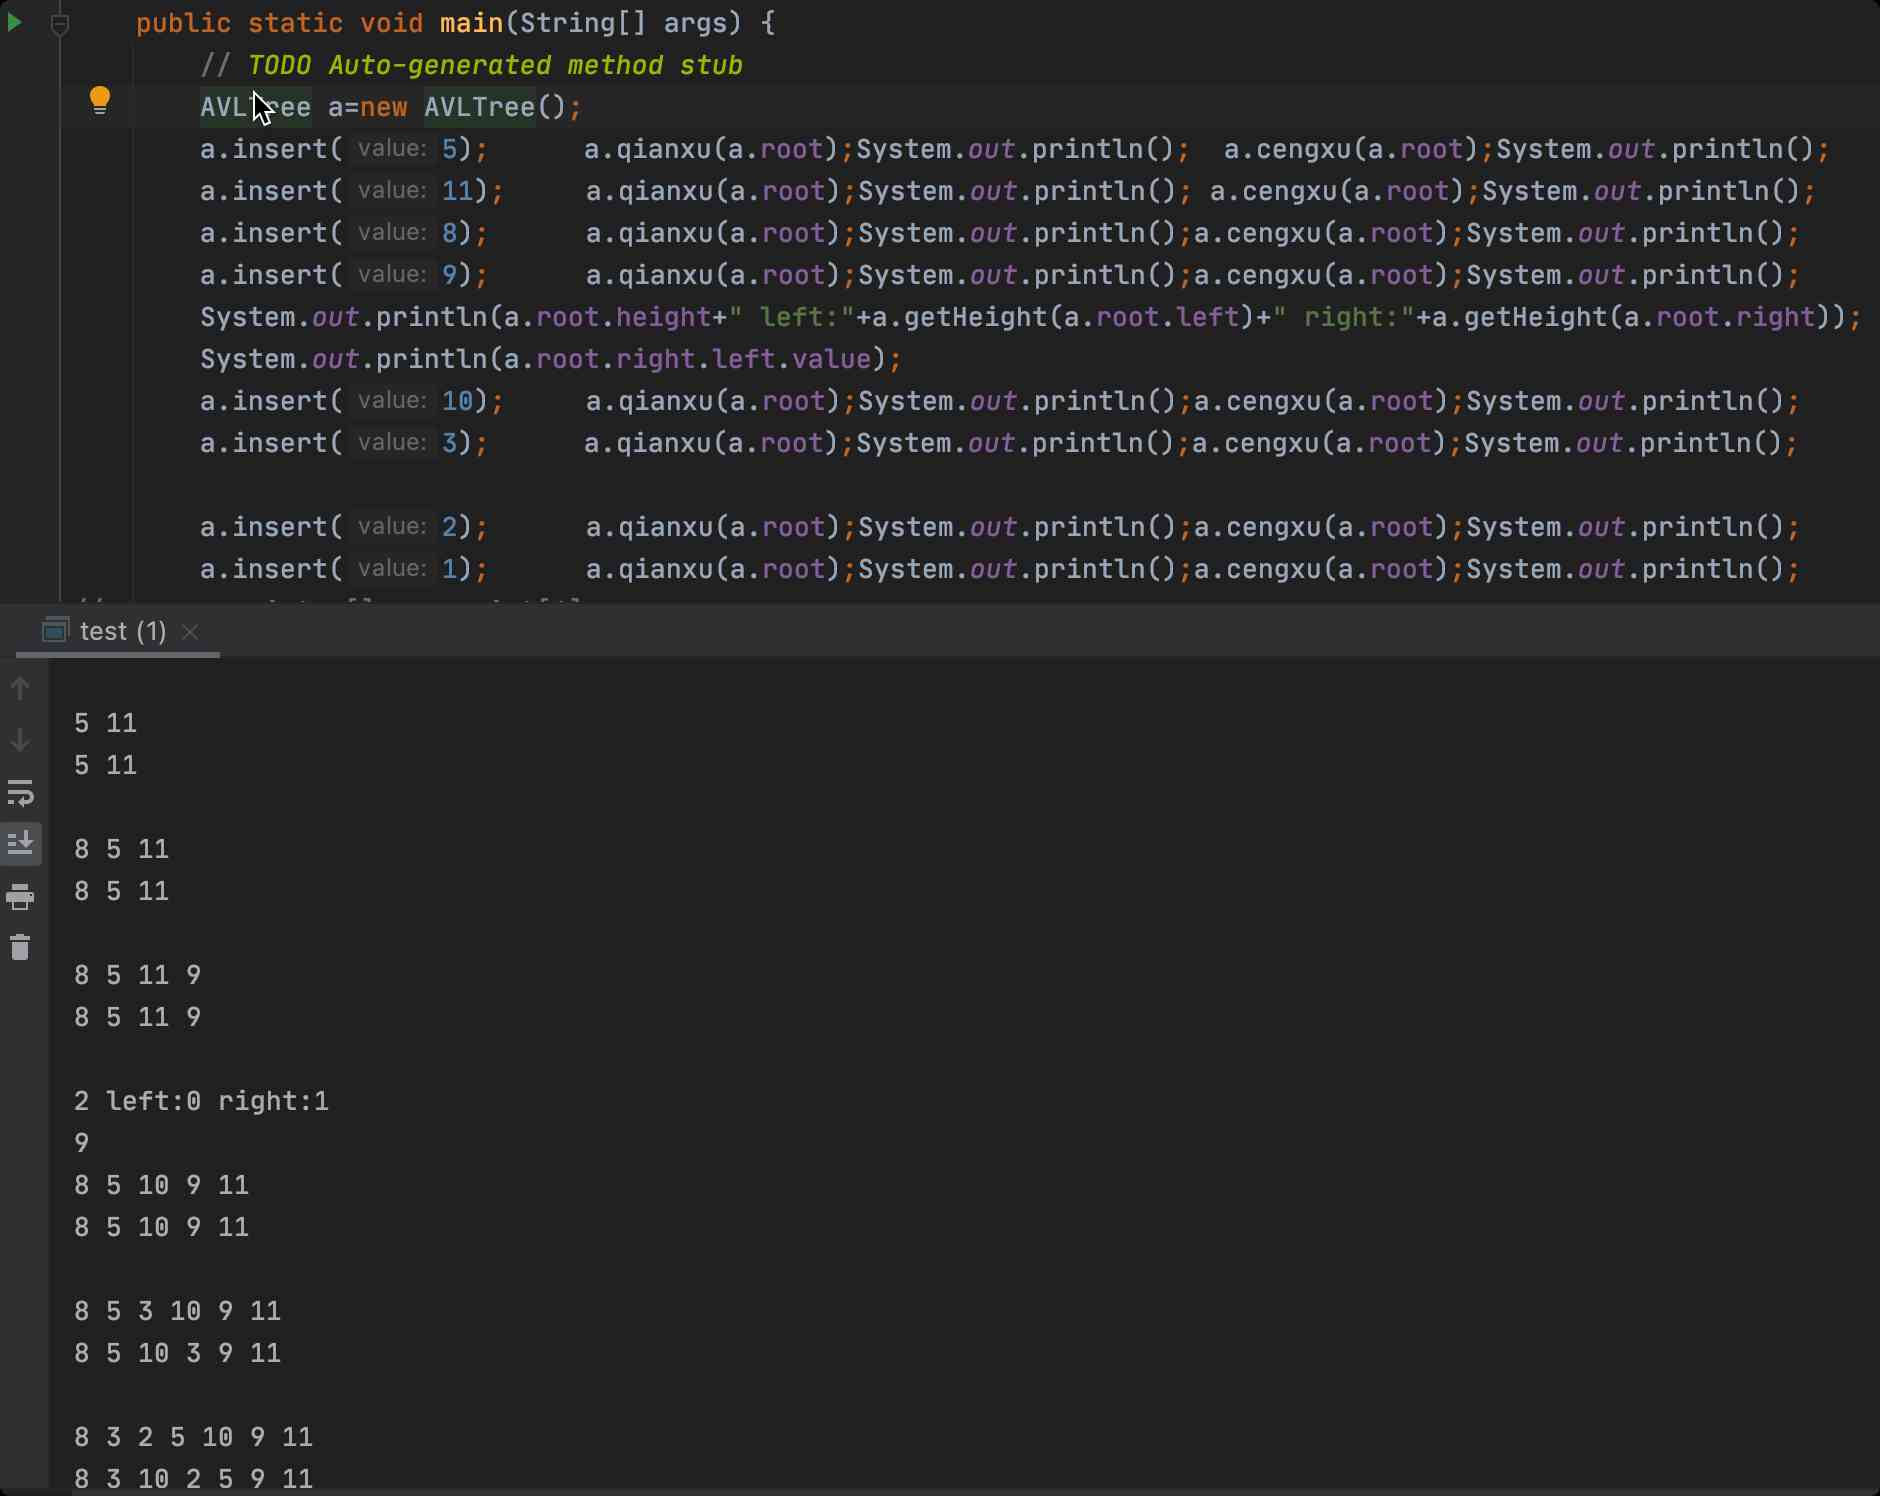 public static void main(String[] args) {
// TODO Auto-generated method stub
AVLTree a=new AVLTree();
a.insert( value: 5); a.qianxu(a.root);System.out.println(); a.cengxu(a.root);System.out.println();
a.insert( value: 11); a.qianxu(a.root);System.out.println(); a.cengxu(a.root);System.out.println();
a.insert( value: 8); a.qianxu(a.root);System.out.println();a.cengxu(a.root);System.out.println();
a.insert( value: 9); a.qianxu(a.root);System.out.println();a.cengxu(a.root);System.out.println();
System.out.println(a.root.height+" left:"+a.getHeight(a.root.left)+" right:"+a.getHeight(a.root.right));
System.out.println(a.root.right.left.value);
a.insert( value: 10); a.qianxu(a.root);System.out.println();a.cengxu(a.root);System.out.println();
a.insert( value: 3); a.qianxu(a.root);System.out.println();a.cengxu(a.root);System.out.println();
a.insert( value: 2); a.qianxu(a.root);System.out.println();a.cengxu(a.root);System.out.println();
a.insert( value: 1); a.qianxu(a.root);System.out.println();a.cengxu(a.root);System.out.println();
test (1)
5 11
5 11
8 5 11
8 5 11
8 5 11 9
8 5 11 9
2 left:0 right:1
9
8 5 10 9 11
8 5 10 9 11
8 5 3 10 9 11
8 5 10 3 9 11
8 3 2 5 10 9 11
8 3 10 2 5 9 11